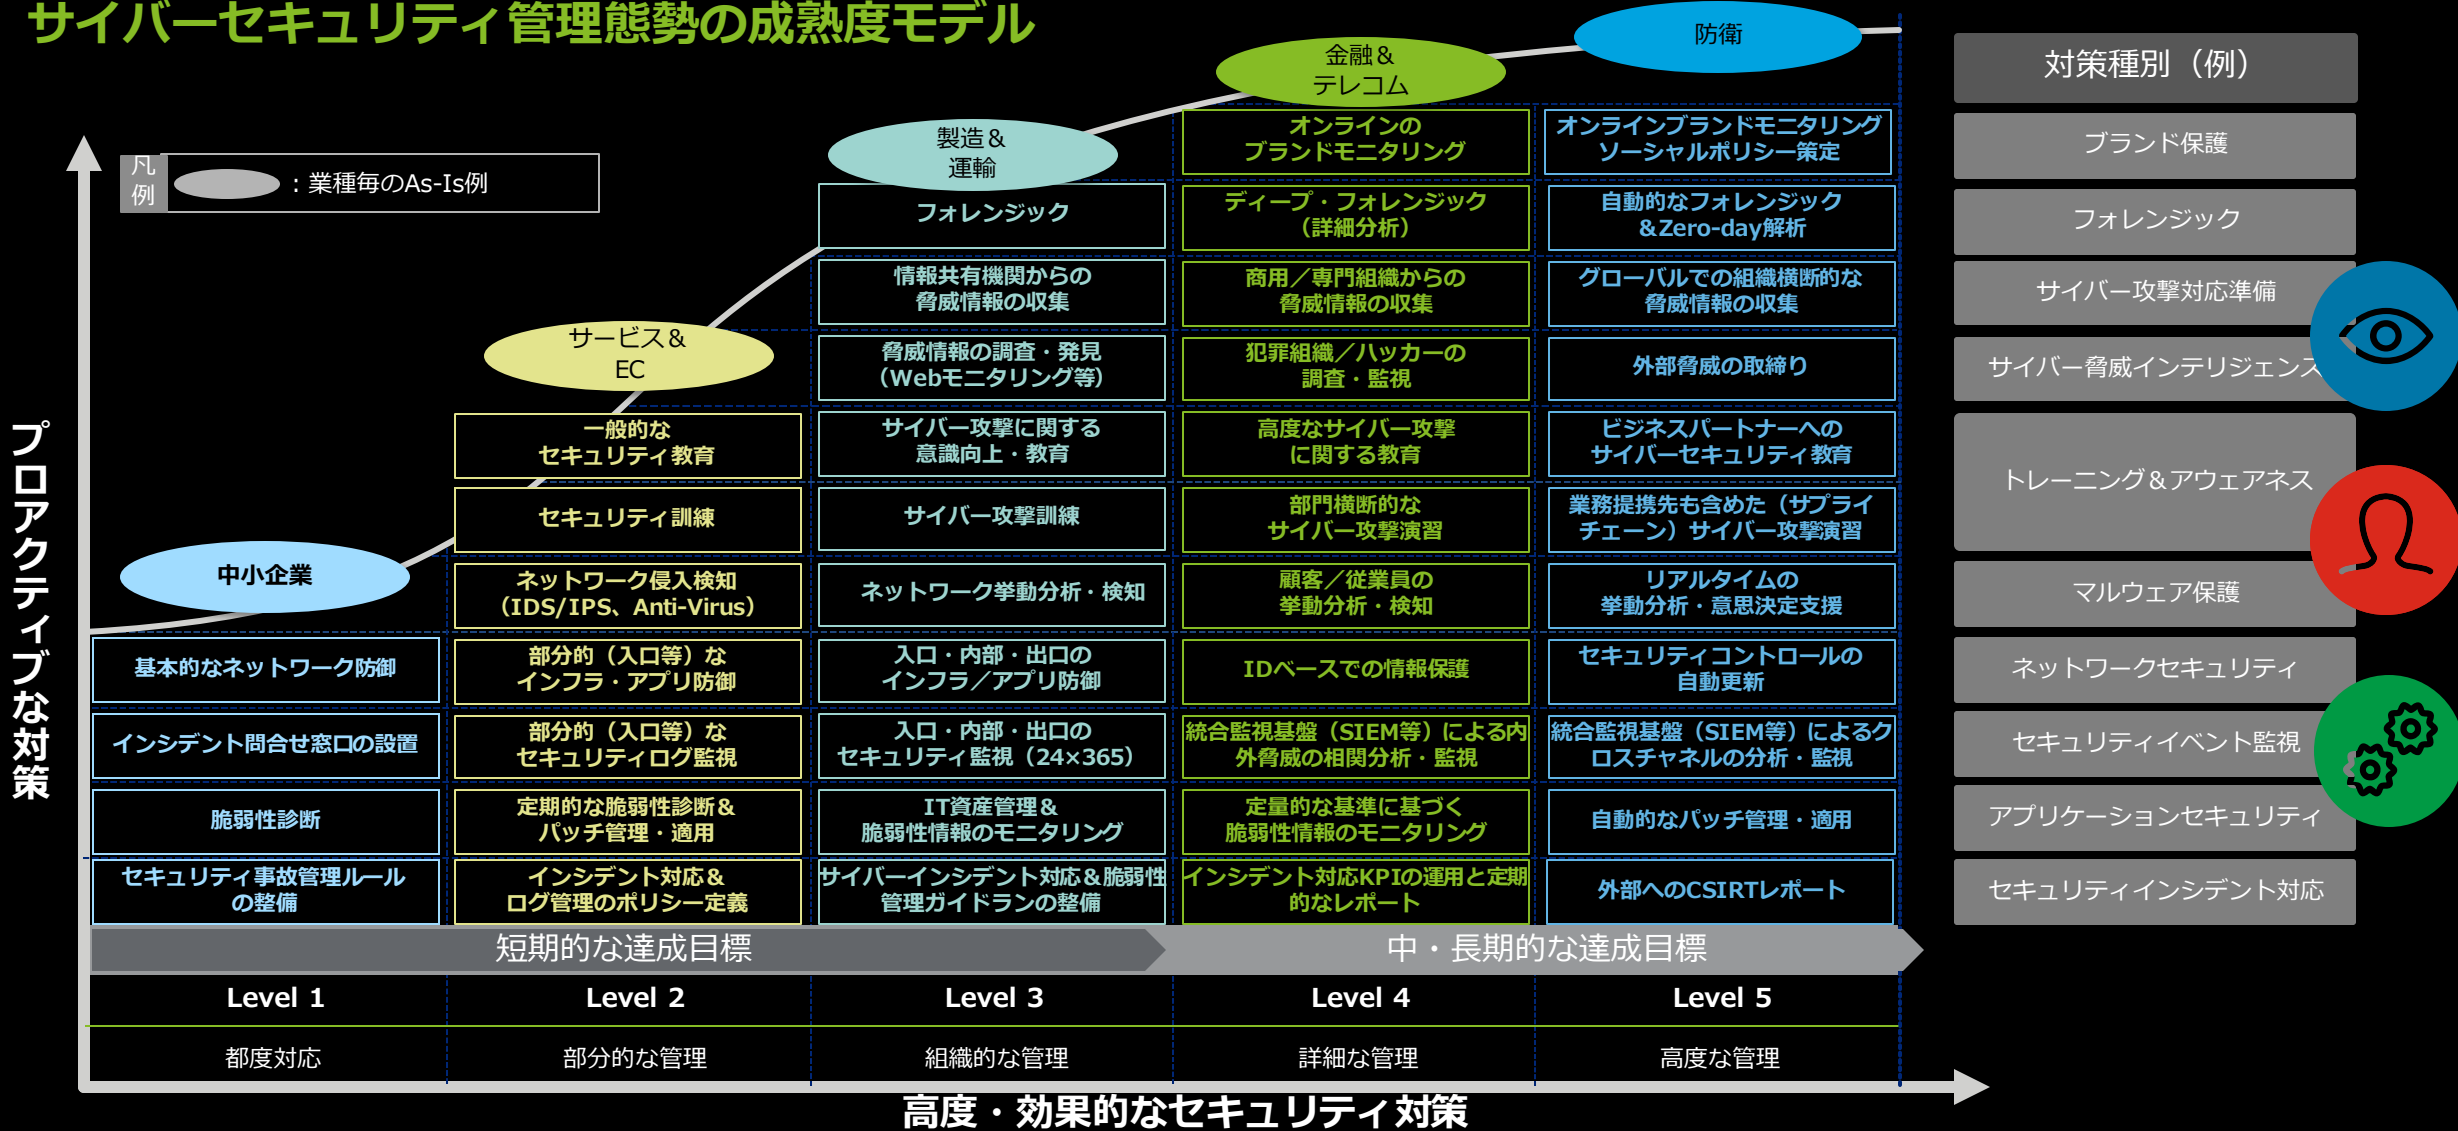 サイバーセキュリティ管理態勢の成熟度モデル
凡
例
：業種毎のAs-Is例
プロアクティブな対策
中小企業
サービス＆
EC
製造＆
運輸
金融＆
テレコム
防衛
基本的なネットワーク防御
インシデント問合せ窓口の設置
脆弱性診断
セキュリティ事故管理ルール
の整備
一般的な
セキュリティ教育
セキュリティ訓練
ネットワーク侵入検知
（IDS/IPS、Anti-Virus）
部分的（入口等）な
インフラ・アプリ防御
部分的（入口等）な
セキュリティログ監視
定期的な脆弱性診断＆
パッチ管理・適用
インシデント対応＆
ログ管理のポリシー定義
フォレンジック
情報共有機関からの
脅威情報の収集
脅威情報の調査・発見
（Webモニタリング等）
サイバー攻撃に関する
意識向上・教育
サイバー攻撃訓練
ネットワーク挙動分析・検知
入口・内部・出口の
インフラ／アプリ防御
入口・内部・出口の
セキュリティ監視（24×365）
IT資産管理＆
脆弱性情報のモニタリング
サイバーインシデント対応＆脆弱性
管理ガイドランの整備
オンラインの
ブランドモニタリング
ディープ・フォレンジック
（詳細分析）
商用／専門組織からの
脅威情報の収集
犯罪組織／ハッカーの
調査・監視
高度なサイバー攻撃
に関する教育
部門横断的な
サイバー攻撃演習
顧客／従業員の
挙動分析・検知
IDベースでの情報保護
統合監視基盤（SIEM等）による内
外脅威の相関分析・監視
定量的な基準に基づく
脆弱性情報のモニタリング
インシデント対応KPIの運用と定期
的なレポート
オンラインブランドモニタリング
ソーシャルポリシー策定
自動的なフォレンジック
＆Zero-day解析
グローバルでの組織横断的な
脅威情報の収集
外部脅威の取締り
ビジネスパートナーへの
サイバーセキュリティ教育
業務提携先も含めた（サプライ
チェーン）サイバー攻撃演習
リアルタイムの
挙動分析・意思決定支援
セキュリティコントロールの
自動更新
統合監視基盤（SIEM等）によるク
ロスチャネルの分析・監視
自動的なパッチ管理・適用
外部へのCSIRTレポート
対策種別（例）
ブランド保護
フォレンジック
サイバー攻撃対応準備
サイバー脅威インテリジェンス
トレーニング＆アウェアネス
マルウェア保護
ネットワークセキュリティ
セキュリティイベント監視
アプリケーションセキュリティ
セキュリティインシデント対応
短期的な達成目標
中・長期的な達成目標
Level 1
Level 2
Level 3
Level 4
Level 5
都度対応
部分的な管理
組織的な管理
詳細な管理
高度な管理
高度・効果的なセキュリティ対策